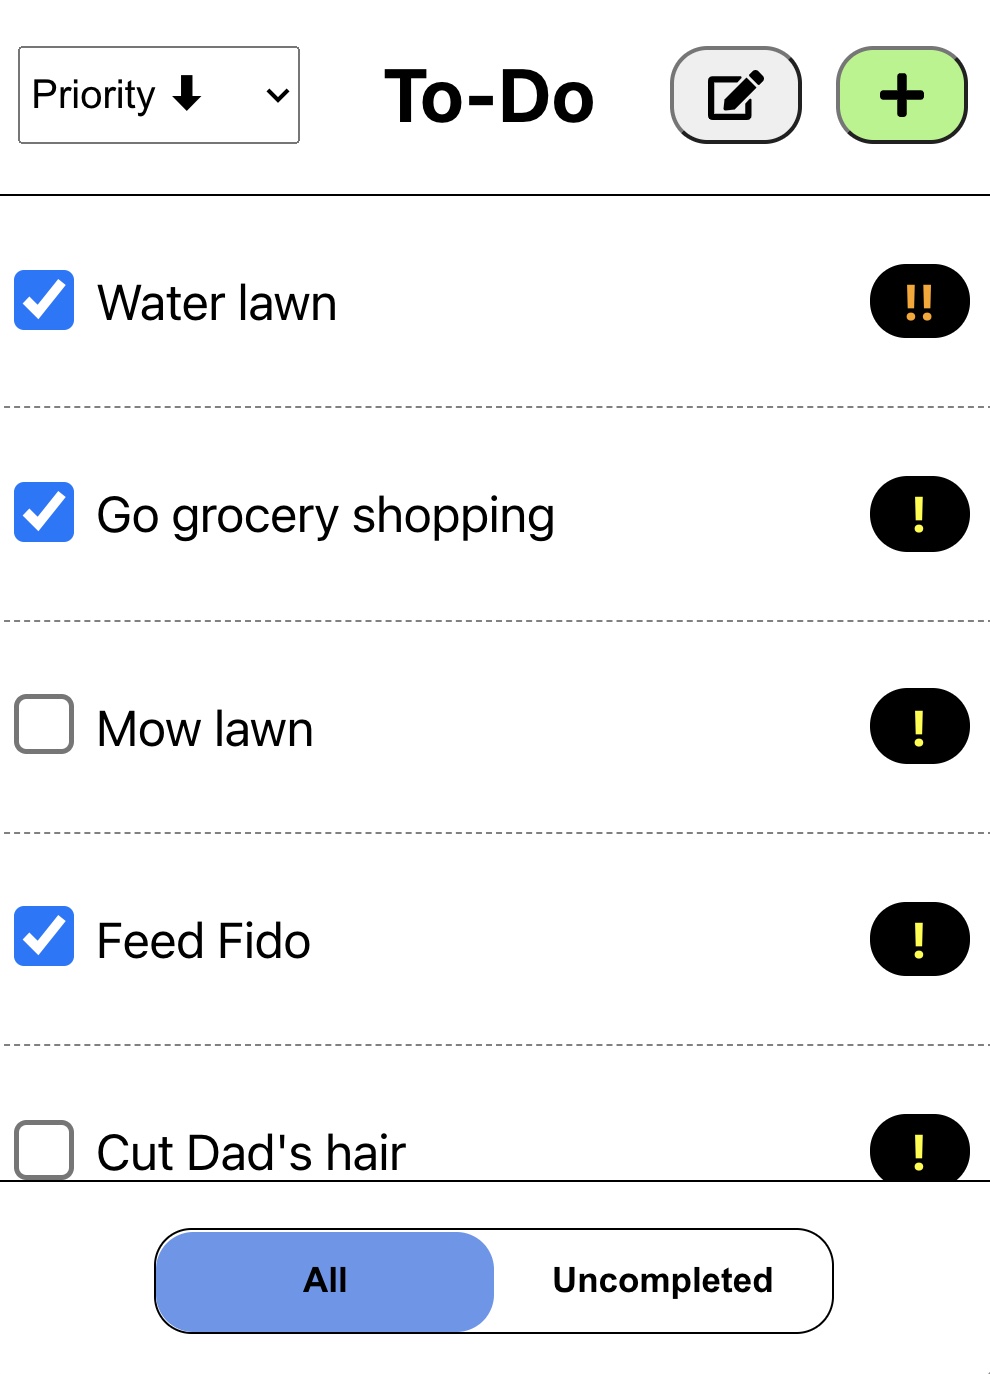 Priority ⬇
To-Do
Water lawn
!!
Go grocery shopping
!
Mow lawn
!
Feed Fido
!
Cut Dad's hair
!
All
Uncompleted